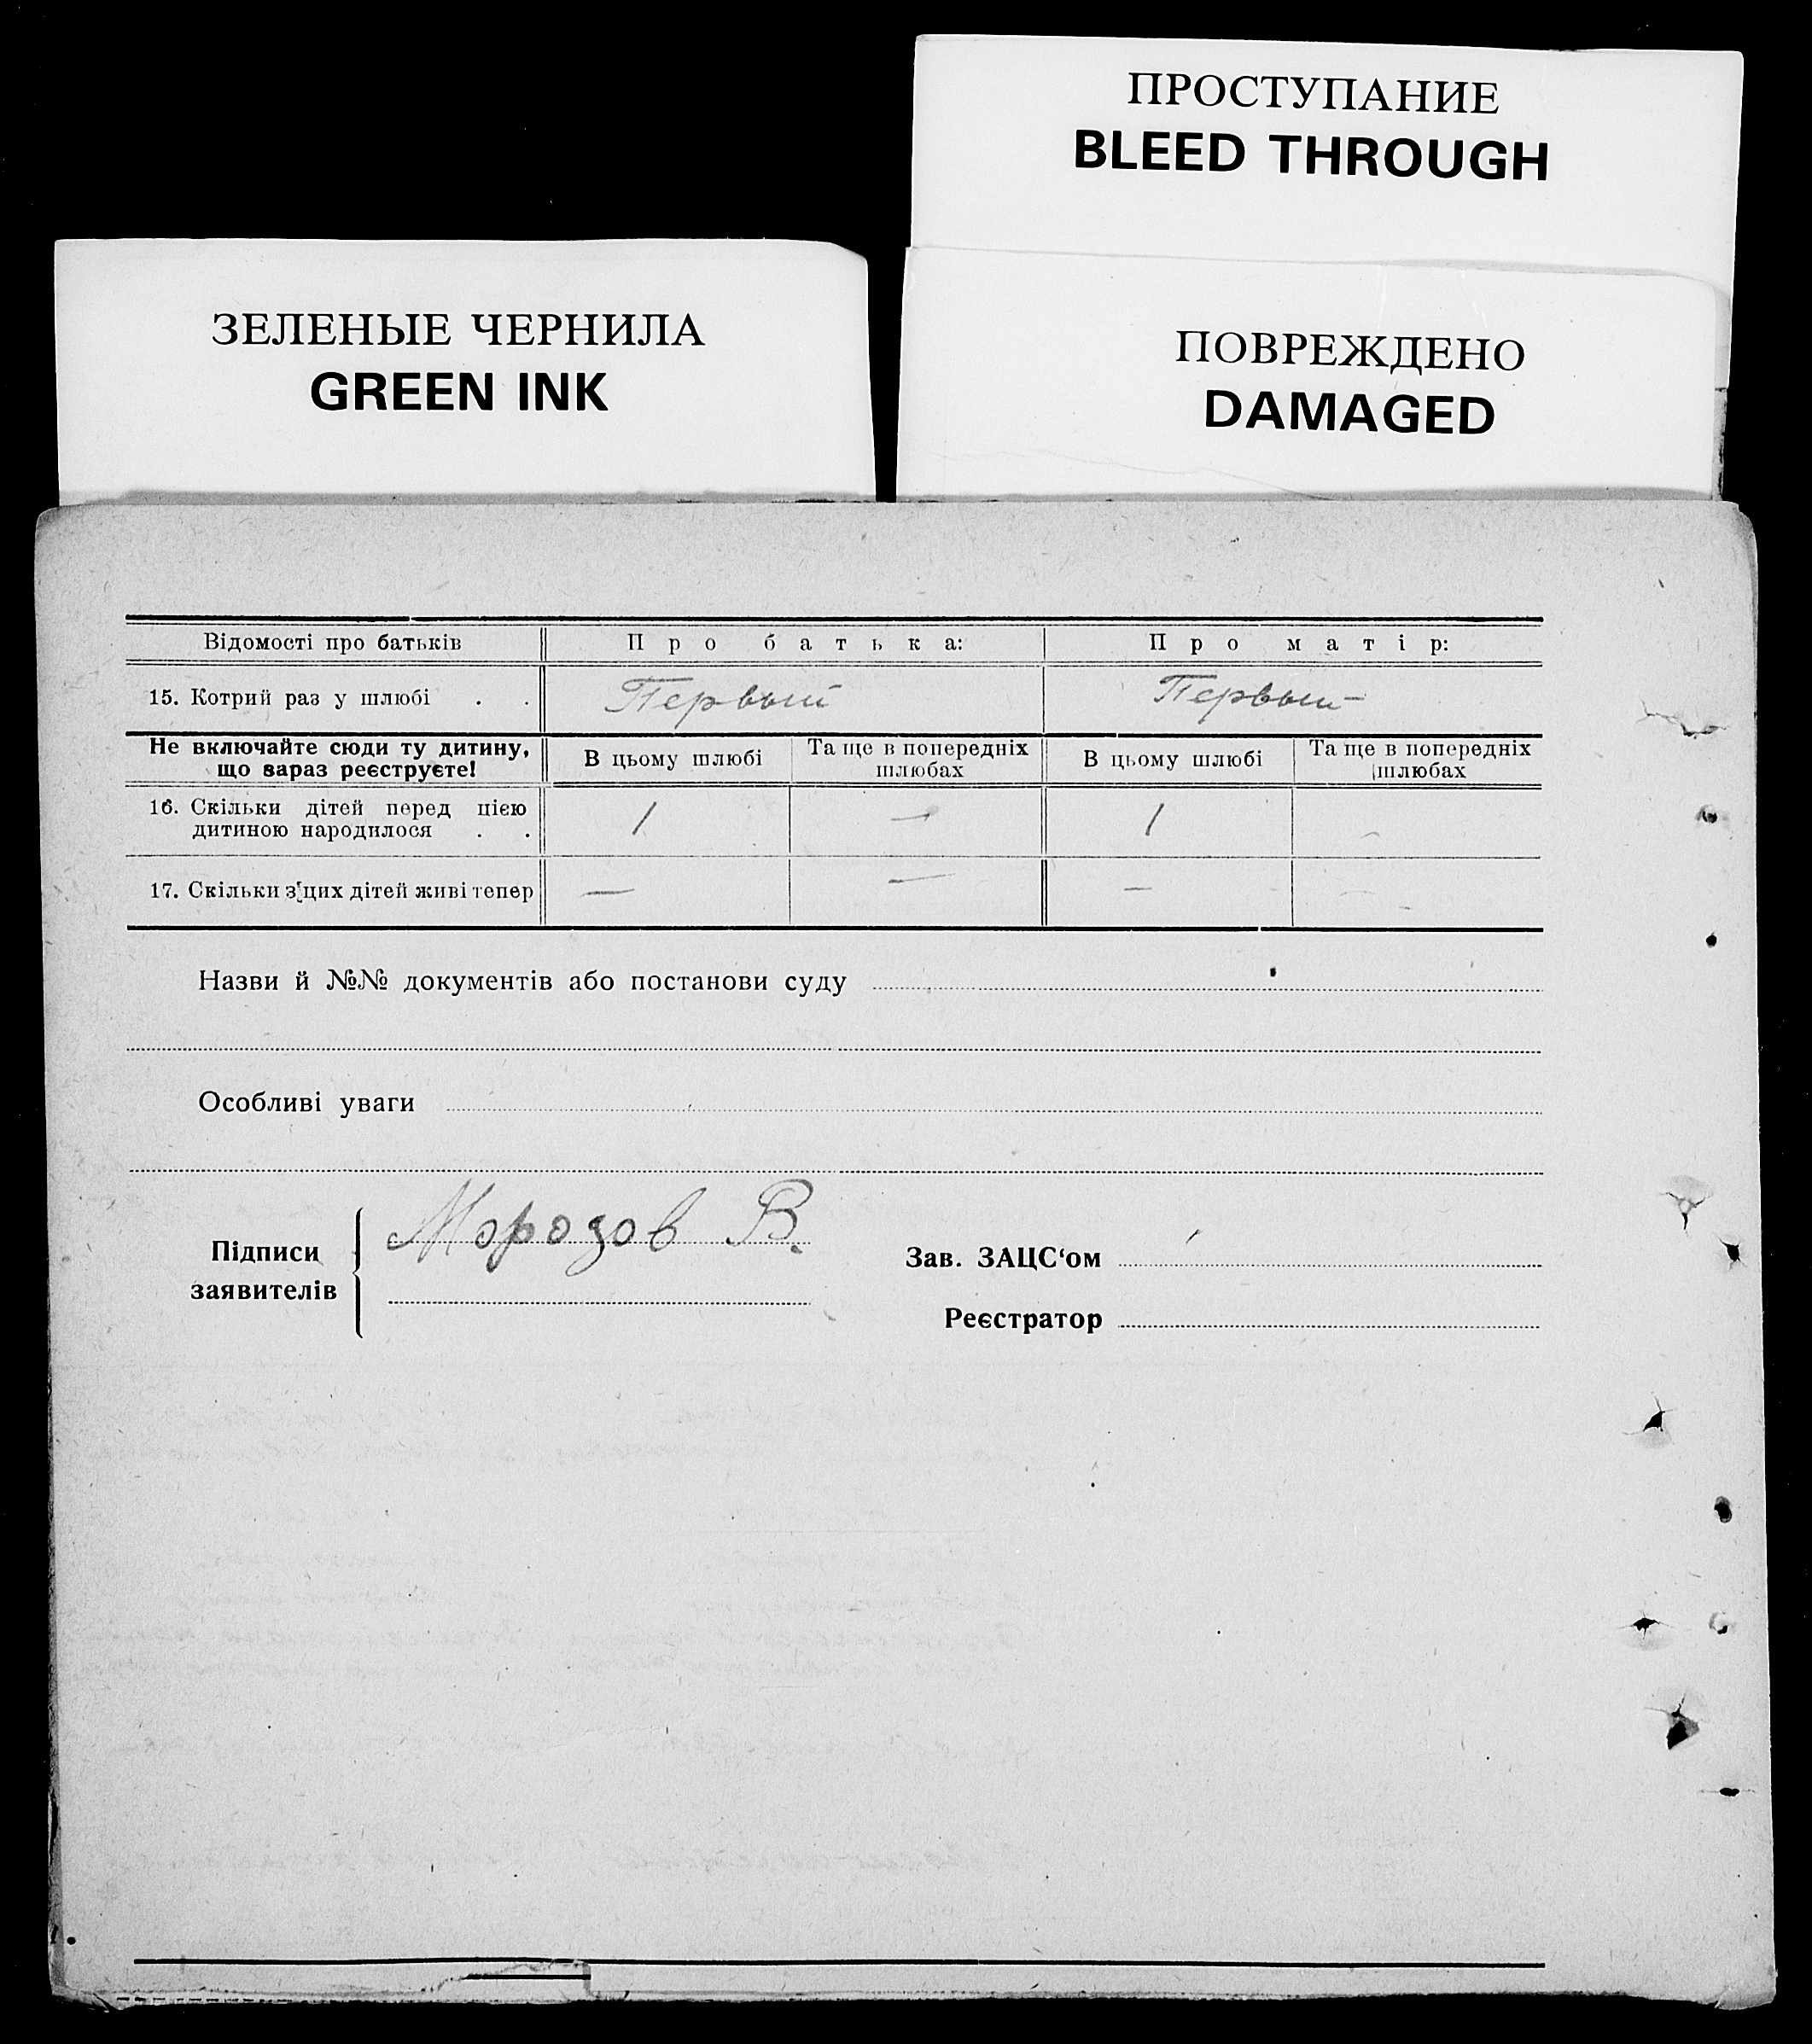 ПРОСТУПАНИЕ
BLEED THROUGH
ЗЕЛЕНЫЕ ЧЕРНИЛА
GREEN INK
ПОВРЕЖДЕНО
DAMAGED
Відомості про батьків Про батька: Про матір:
15. Котрий раз у шлюбі . . Первый Первый
Не включайте сюди ту дитину, що зараз реєструєте! В цьому шлюбі Та ще в попередніх шлюбах В цьому шлюбі Та ще в попередніх шлюбах
16. Скільки дітей перед цією дитиною народилося . . 1 — 1 —
17. Скільки з цих дітей живі тепер — — — —
Назви й №№ документів або постанови суду
Особливі уваги
Підписи заявителів Морозов В.
Зав. ЗАЦС‘ом
Реєстратор